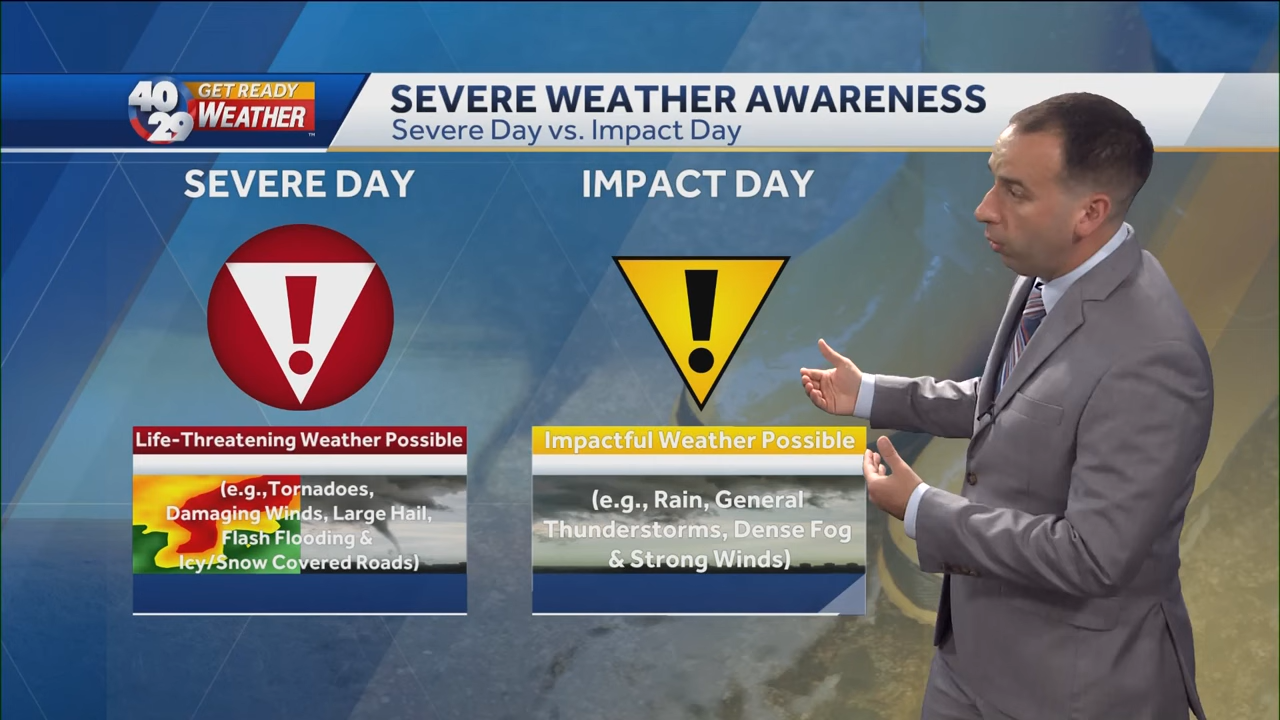 40
29
GET READY
WEATHER™
SEVERE WEATHER AWARENESS
Severe Day vs. Impact Day
SEVERE DAY
!
Life-Threatening Weather Possible
(e.g.,Tornadoes,
Damaging Winds, Large Hail,
Flash Flooding &
Icy/Snow Covered Roads)
IMPACT DAY
!
Impactful Weather Possible
(e.g., Rain, General
Thunderstorms, Dense Fog
& Strong Winds)